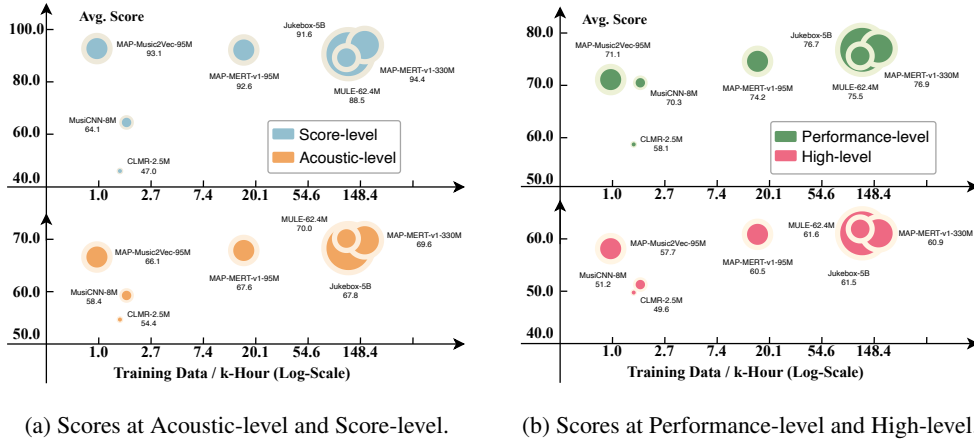 Avg. Score
100.0
80.0
60.0
40.0
MAP-Music2Vec-95M
93.1
MAP-MERT-v1-95M
92.6
Jukebox-5B
91.6
MAP-MERT-v1-330M
94.4
MULE-62.4M
88.5
MusiCNN-8M
64.1
CLMR-2.5M
47.0
Score-level
Acoustic-level
1.0 2.7 7.4 20.1 54.6 148.4
70.0
60.0
50.0
MAP-Music2Vec-95M
66.1
MusiCNN-8M
58.4
CLMR-2.5M
54.4
MAP-MERT-v1-95M
67.6
MULE-62.4M
70.0
MAP-MERT-v1-330M
69.6
Jukebox-5B
67.8
1.0 2.7 7.4 20.1 54.6 148.4
Training Data / k-Hour (Log-Scale)
(a) Scores at Acoustic-level and Score-level.
Avg. Score
80.0
70.0
60.0
50.0
MAP-Music2Vec-95M
71.1
MusiCNN-8M
70.3
CLMR-2.5M
58.1
MAP-MERT-v1-95M
74.2
Jukebox-5B
76.7
MAP-MERT-v1-330M
76.9
MULE-62.4M
75.5
Performance-level
High-level
1.0 2.7 7.4 20.1 54.6 148.4
60.0
50.0
40.0
MAP-Music2Vec-95M
57.7
MusiCNN-8M
51.2
CLMR-2.5M
49.6
MAP-MERT-v1-95M
60.5
MULE-62.4M
61.6
MAP-MERT-v1-330M
60.9
Jukebox-5B
61.5
1.0 2.7 7.4 20.1 54.6 148.4
Training Data / k-Hour (Log-Scale)
(b) Scores at Performance-level and High-level